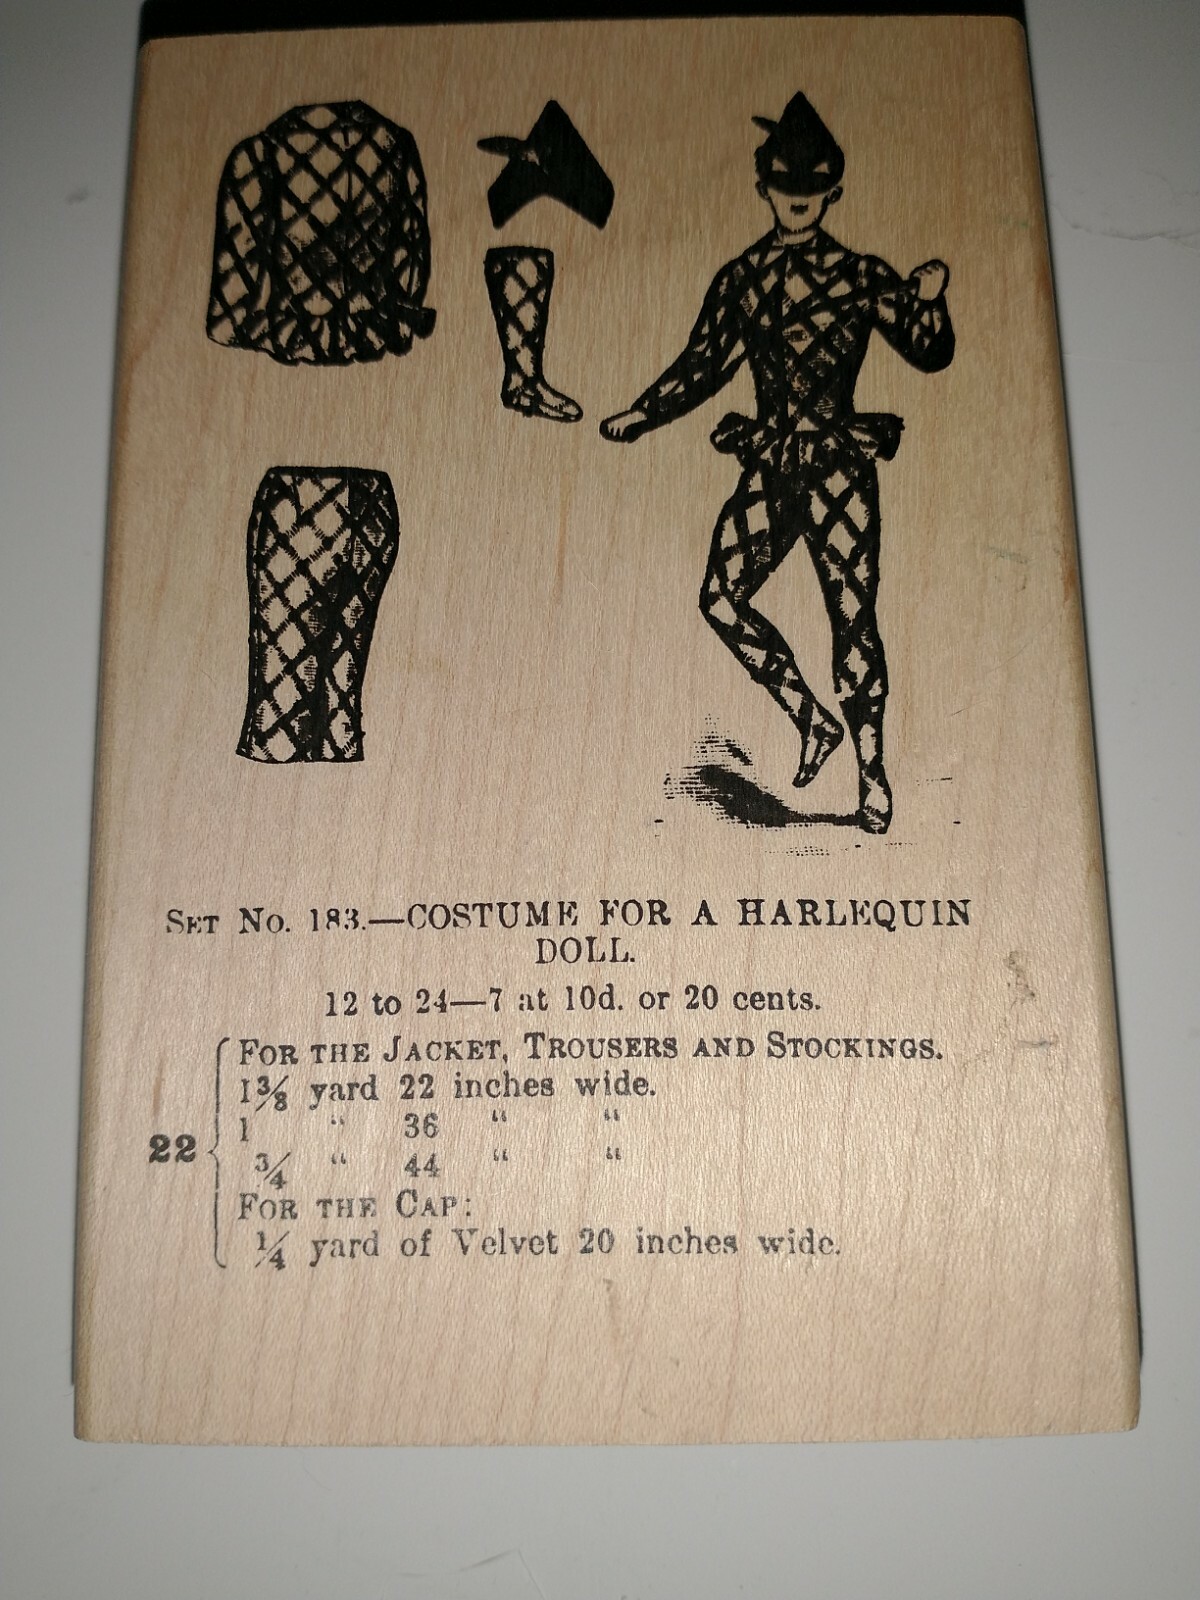 SET No. 183.—COSTUME FOR A HARLEQUIN
DOLL.
12 to 24—7 at 10d. or 20 cents.
FOR THE JACKET, TROUSERS AND STOCKINGS.
1⅜ yard 22 inches wide.
1 “ 36 “ “
22
¾ “ 44 “ “
FOR THE CAP:
¼ yard of Velvet 20 inches wide.